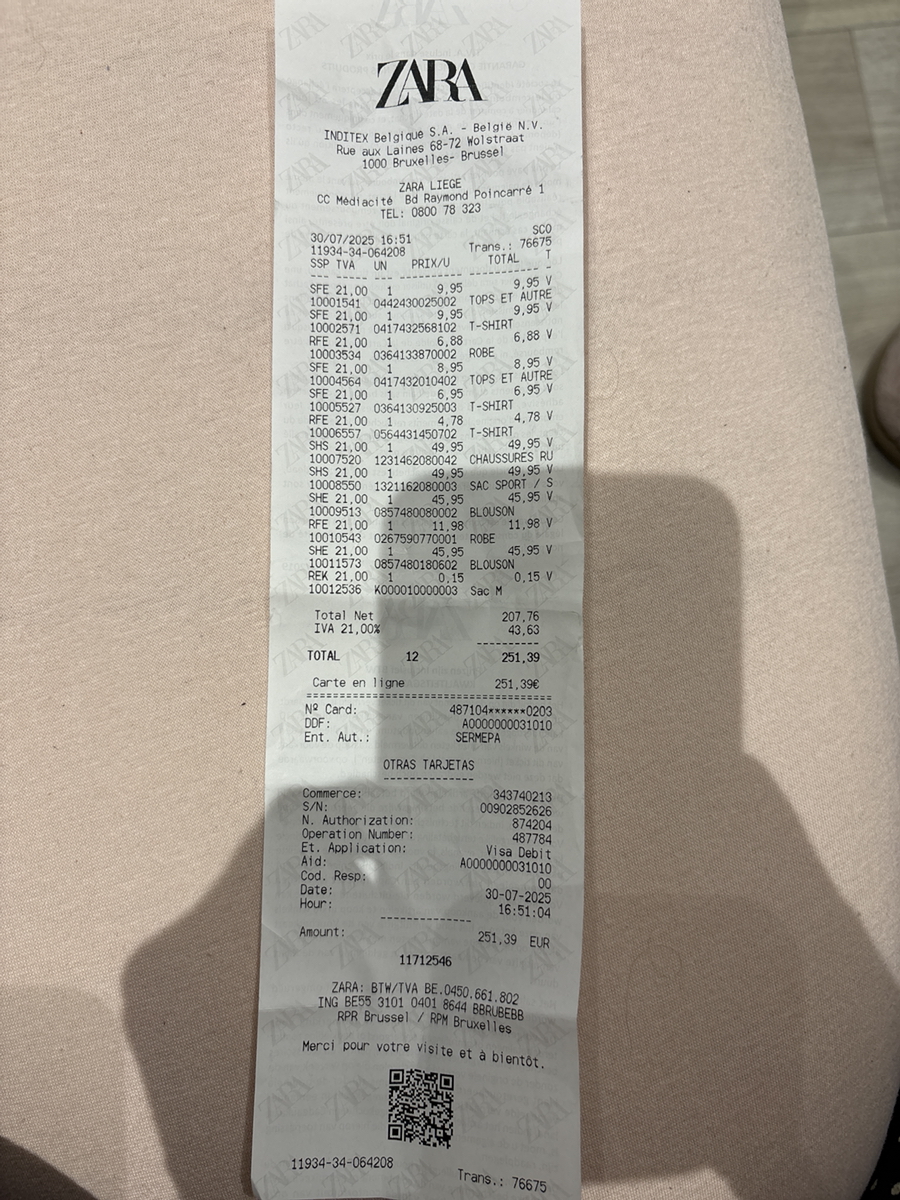 ZARA
INDITEX Belgique S.A. - België N.V.
Rue aux Laines 68-72 Wolstraat
1000 Bruxelles- Brussel
ZARA LIEGE
CC Médiacité Bd Raymond Poincarré 1
TEL: 0800 78 323
SCO
30/07/2025 16:51
11934-34-064208 Trans.: 76675
SSP TVA UN PRIX/U TOTAL T
SFE 21,00 1 9,95 9,95 V
10001541 0442430025002 TOPS ET AUTRE
SFE 21,00 1 9,95 9,95 V
10002571 0417432568102 T-SHIRT
RFE 21,00 1 6,88 6,88 V
10003534 0364133870002 ROBE
SFE 21,00 1 8,95 8,95 V
10004564 0417432010402 TOPS ET AUTRE
SFE 21,00 1 6,95 6,95 V
10005527 0364130925003 T-SHIRT
RFE 21,00 1 4,78 4,78 V
10006557 0564431450702 T-SHIRT
SHS 21,00 1 49,95 49,95 V
10007520 1231462080042 CHAUSSURES RU
SHS 21,00 1 49,95 49,95 V
10008550 1321162080003 SAC SPORT / S
SHE 21,00 1 45,95 45,95 V
10009513 0857480080002 BLOUSON
RFE 21,00 1 11,98 11,98 V
10010543 0267590770001 ROBE
SHE 21,00 1 45,95 45,95 V
10011573 0857480180602 BLOUSON
REK 21,00 1 0,15 0,15 V
10012536 K000010000003 Sac M
Total Net 207,76
IVA 21,00% 43,63
TOTAL 12 251,39
Carte en ligne 251,39€
Nº Card: 487104******0203
DDF: A0000000031010
Ent. Aut.: SERMEPA
OTRAS TARJETAS
Commerce: 343740213
S/N: 00902852626
N. Authorization: 874204
Operation Number: 487784
Et. Application: Visa Debit
Aid: A0000000031010
Cod. Resp: 00
Date: 30-07-2025
Hour: 16:51:04
Amount: 251,39 EUR
11712546
ZARA: BTW/TVA BE.0450.661.802
ING BE55 3101 0401 8644 BBRUBEBB
RPR Brussel / RPM Bruxelles
Merci pour votre visite et à bientôt.
11934-34-064208
Trans.: 76675